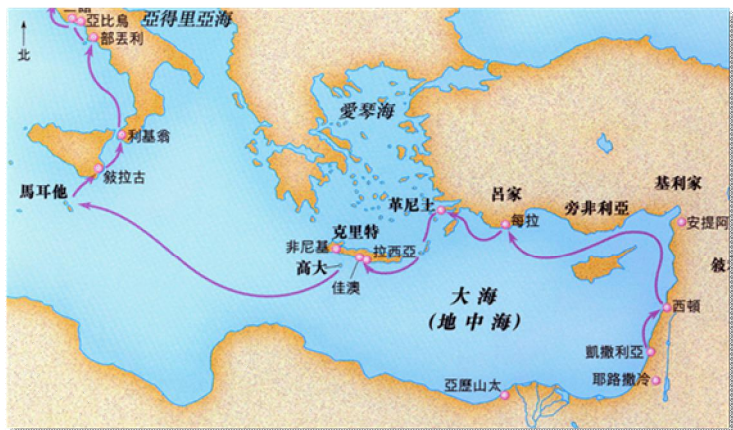 亞得里亞海
亞比烏
部丟利
北
愛琴海
利基翁
敍拉古
馬耳他
基利家
呂家
旁非利亞
革尼土
每拉
安提阿
克里特
非尼基
拉西亞
高大
佳澳
大海
(地中海)
西頓
凱撒利亞
耶路撒冷
亞歷山太